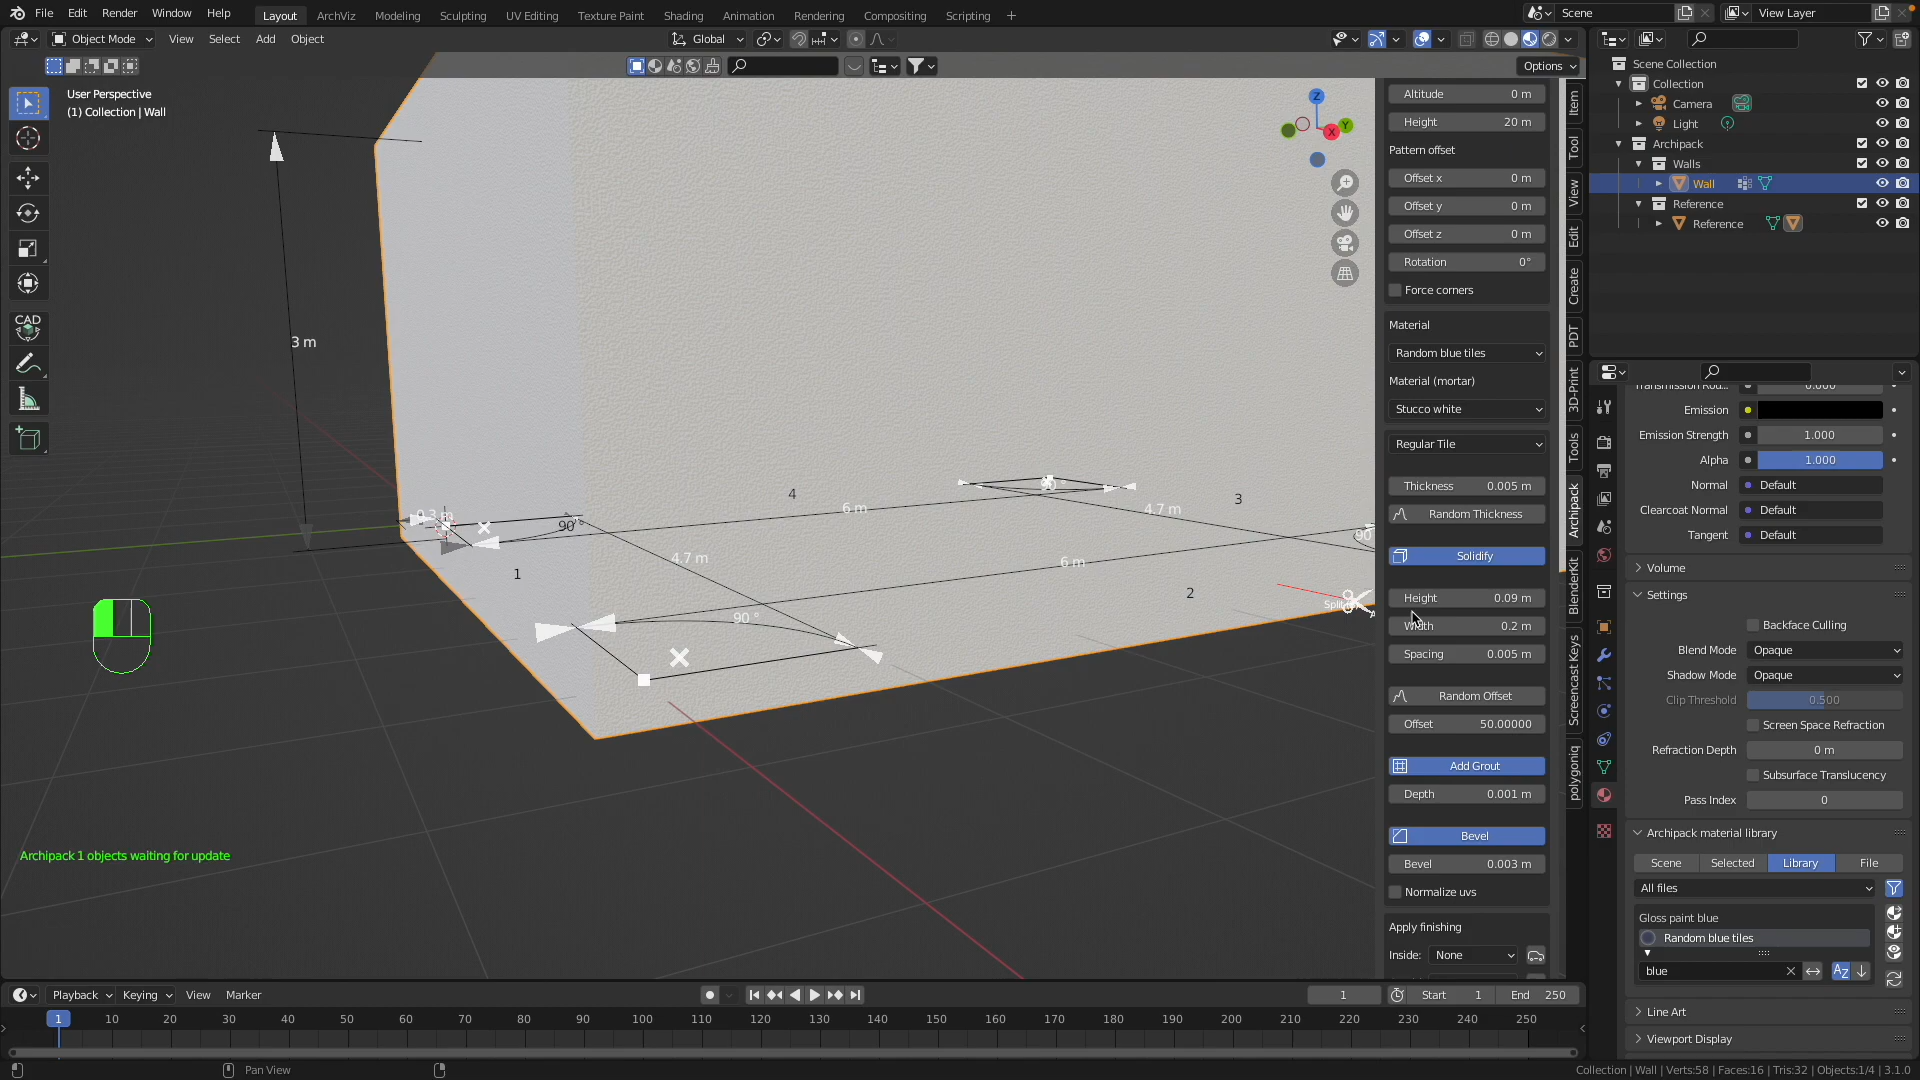 File Edit Render Window Help Layout ArchViz Modeling Sculpting UV Editing Texture Paint Shading Animation Rendering Compositing Scripting + Scene View Layer
Object Mode View Select Add Object Global
Options
User Perspective
(1) Collection | Wall
Z
Y
X
CAD
3 m
0.3 m
90°
4
6 m
4.7 m
3
90
4.7 m
6 m
1
2
90°
Archipack 1 objects waiting for update
Altitude 0 m
Height 20 m
Pattern offset
Offset x 0 m
Offset y 0 m
Offset z 0 m
Rotation 0°
Force corners
Material
Random blue tiles
Material (mortar)
Stucco white
Regular Tile
Thickness 0.005 m
Random Thickness
Solidify
Height 0.09 m
Width 0.2 m
Spacing 0.005 m
Random Offset
Offset 50.00000
Add Grout
Depth 0.001 m
Bevel
Bevel 0.003 m
Normalize uvs
Apply finishing
Inside: None
Item
Tool
View
Edit
Create
PDT
3D-Print
Tools
Archipack
BlenderKit
Screencast Keys
polygoniq
Scene Collection
Collection
Camera
Light
Archipack
Walls
Wall
Reference
Reference
Emission
Emission Strength 1.000
Alpha 1.000
Normal Default
Clearcoat Normal Default
Tangent Default
Volume
Settings
Backface Culling
Blend Mode Opaque
Shadow Mode Opaque
Clip Threshold 0.500
Screen Space Refraction
Refraction Depth 0 m
Subsurface Translucency
Pass Index 0
Archipack material library
Scene Selected Library File
All files
Gloss paint blue
Random blue tiles
blue
Line Art
Viewport Display
Playback Keying View Marker 1 Start 1 End 250
1 10 20 30 40 50 60 70 80 90 100 110 120 130 140 150 160 170 180 190 200 210 220 230 240 250
Pan View
Collection | Wall | Verts:58 | Faces:16 | Tris:32 | Objects:1/4 | 3.1.0